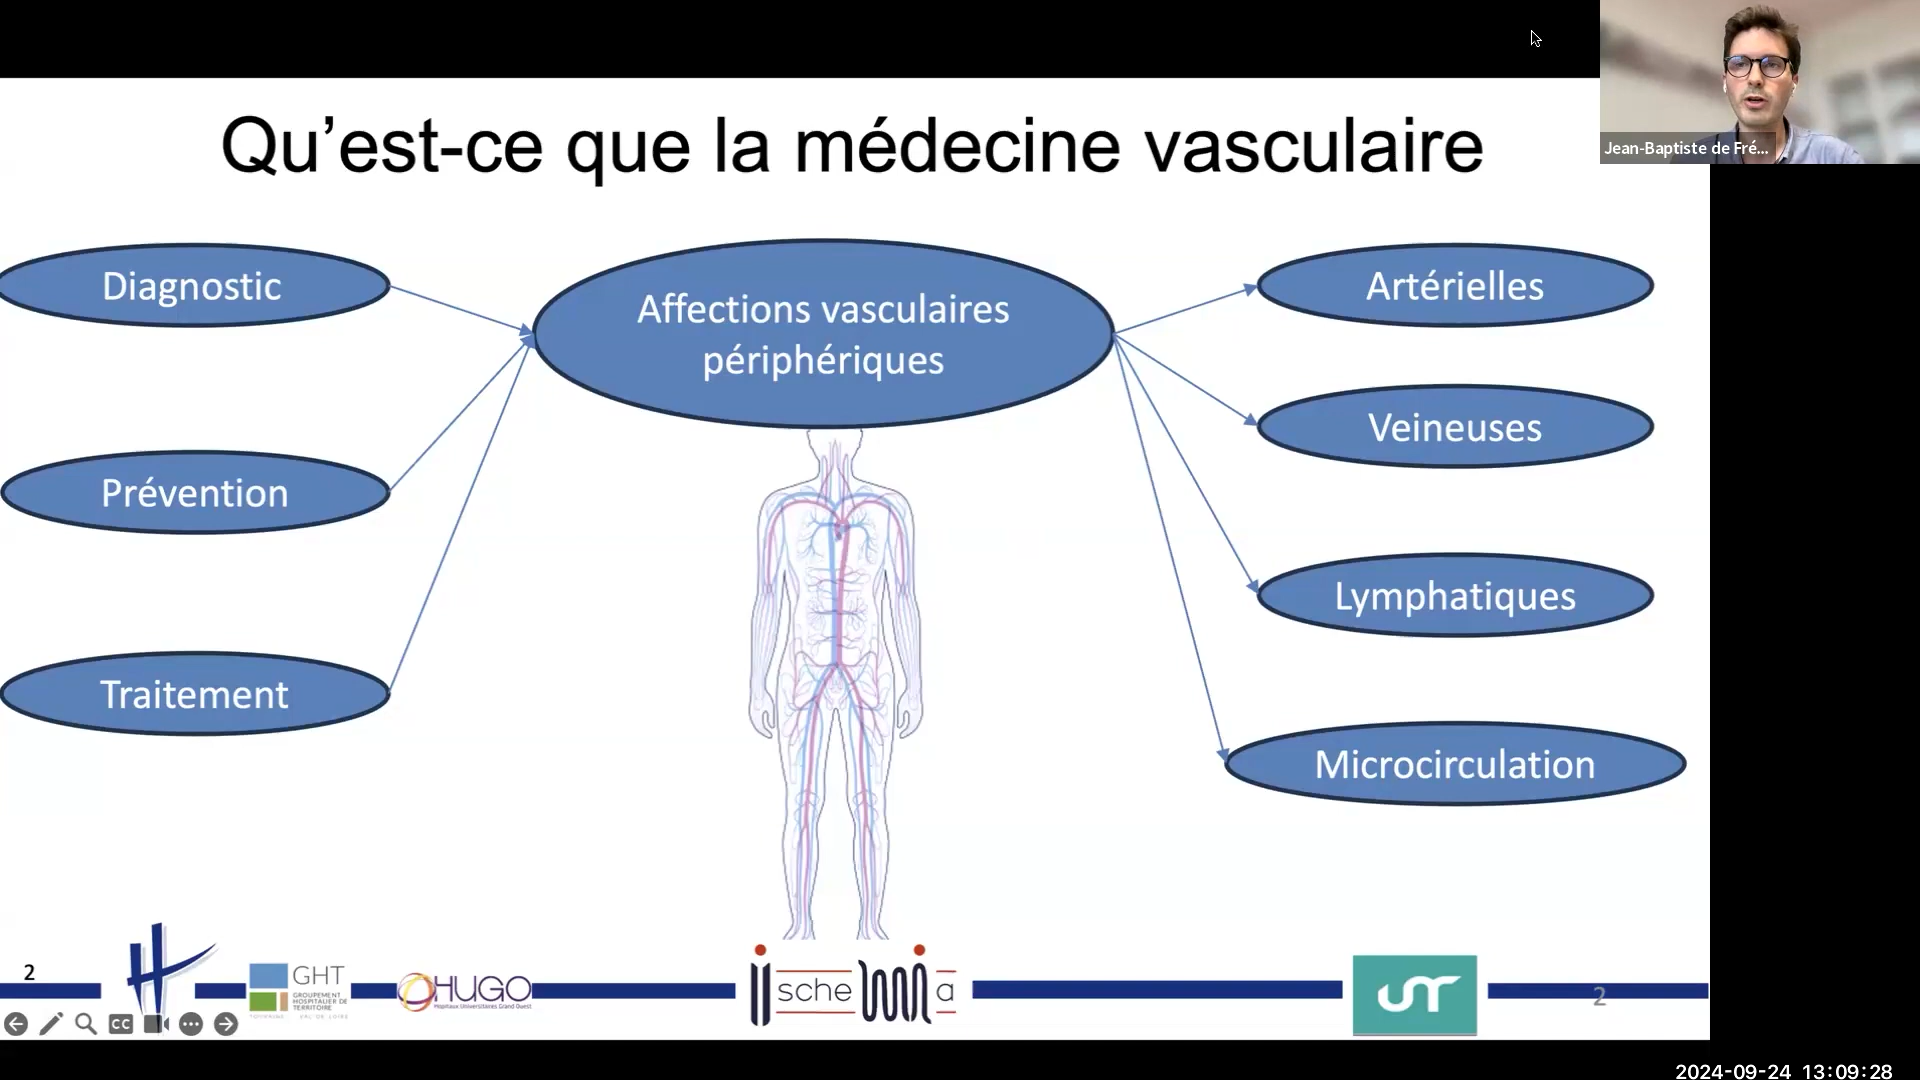 Qu’est-ce que la médecine vasculaire
Jean-Baptiste de Fré...
Diagnostic
Affections vasculaires
périphériques
Artérielles
Veineuses
Prévention
Lymphatiques
Traitement
Microcirculation
2
GHT
GROUPEMENT
HOSPITALIER DE
TERRITOIRE
HUGO
Hôpitaux Universitaires Grand Ouest
ischemia
UT
2
CC
2024-09-24 13:09:28